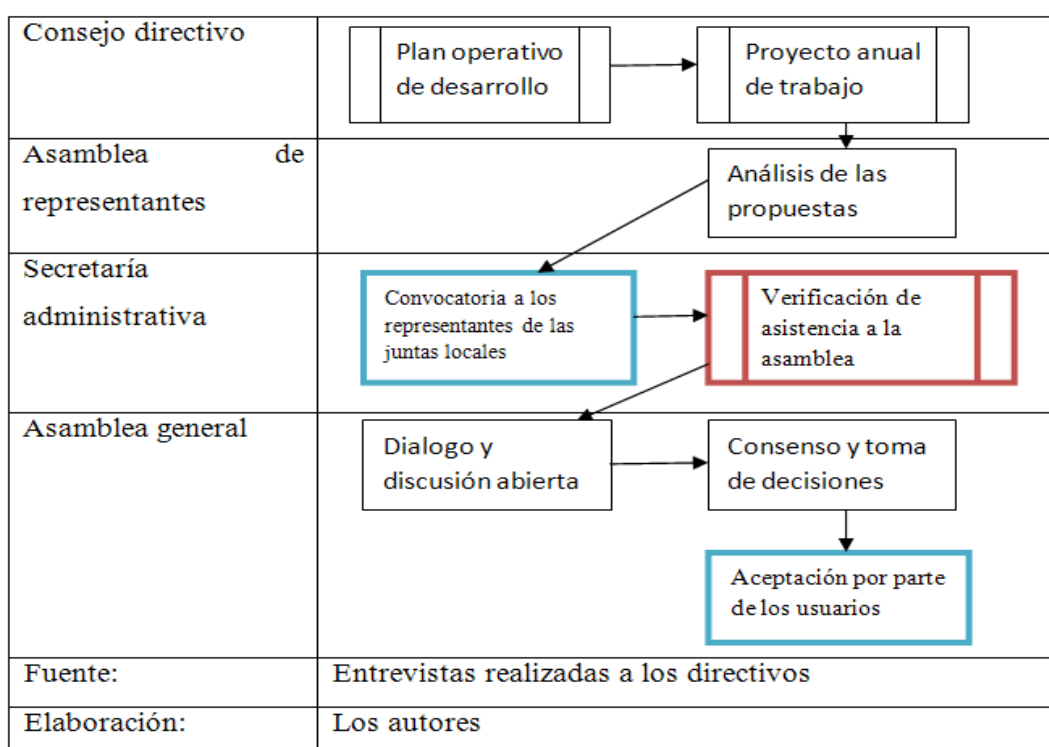 Consejo directivo
Plan operativo
de desarrollo
Proyecto anual
de trabajo
Asamblea de
representantes
Análisis de las
propuestas
Secretaría
administrativa
Convocatoria a los
representantes de las
juntas locales
Verificación de
asistencia a la
asamblea
Asamblea general
Dialogo y
discusión abierta
Consenso y toma
de decisiones
Aceptación por parte
de los usuarios
Fuente:
Entrevistas realizadas a los directivos
Elaboración:
Los autores